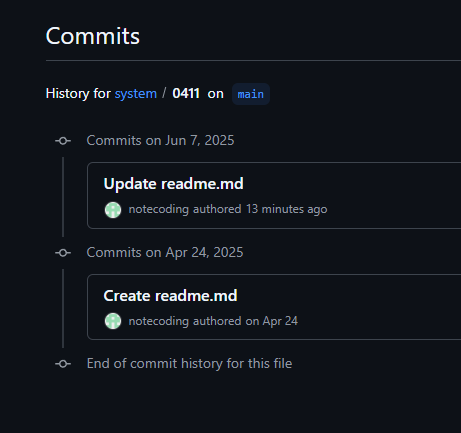 Commits
History for system / 0411 on main
Commits on Jun 7, 2025
Update readme.md
notecoding authored 13 minutes ago
Commits on Apr 24, 2025
Create readme.md
notecoding authored on Apr 24
End of commit history for this file